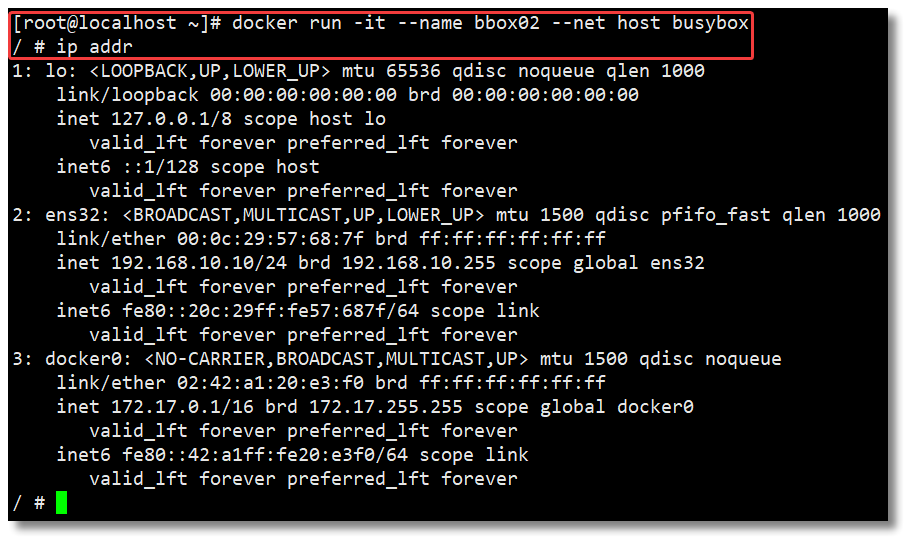 [root@localhost ~]# docker run -it --name bbox02 --net host busybox
/ # ip addr
1: lo: <LOOPBACK,UP,LOWER_UP> mtu 65536 qdisc noqueue qlen 1000
    link/loopback 00:00:00:00:00:00 brd 00:00:00:00:00:00
    inet 127.0.0.1/8 scope host lo
       valid_lft forever preferred_lft forever
    inet6 ::1/128 scope host
       valid_lft forever preferred_lft forever
2: ens32: <BROADCAST,MULTICAST,UP,LOWER_UP> mtu 1500 qdisc pfifo_fast qlen 1000
    link/ether 00:0c:29:57:68:7f brd ff:ff:ff:ff:ff:ff
    inet 192.168.10.10/24 brd 192.168.10.255 scope global ens32
       valid_lft forever preferred_lft forever
    inet6 fe80::20c:29ff:fe57:687f/64 scope link
       valid_lft forever preferred_lft forever
3: docker0: <NO-CARRIER,BROADCAST,MULTICAST,UP> mtu 1500 qdisc noqueue
    link/ether 02:42:a1:20:e3:f0 brd ff:ff:ff:ff:ff:ff
    inet 172.17.0.1/16 brd 172.17.255.255 scope global docker0
       valid_lft forever preferred_lft forever
    inet6 fe80::42:a1ff:fe20:e3f0/64 scope link
       valid_lft forever preferred_lft forever
/ #